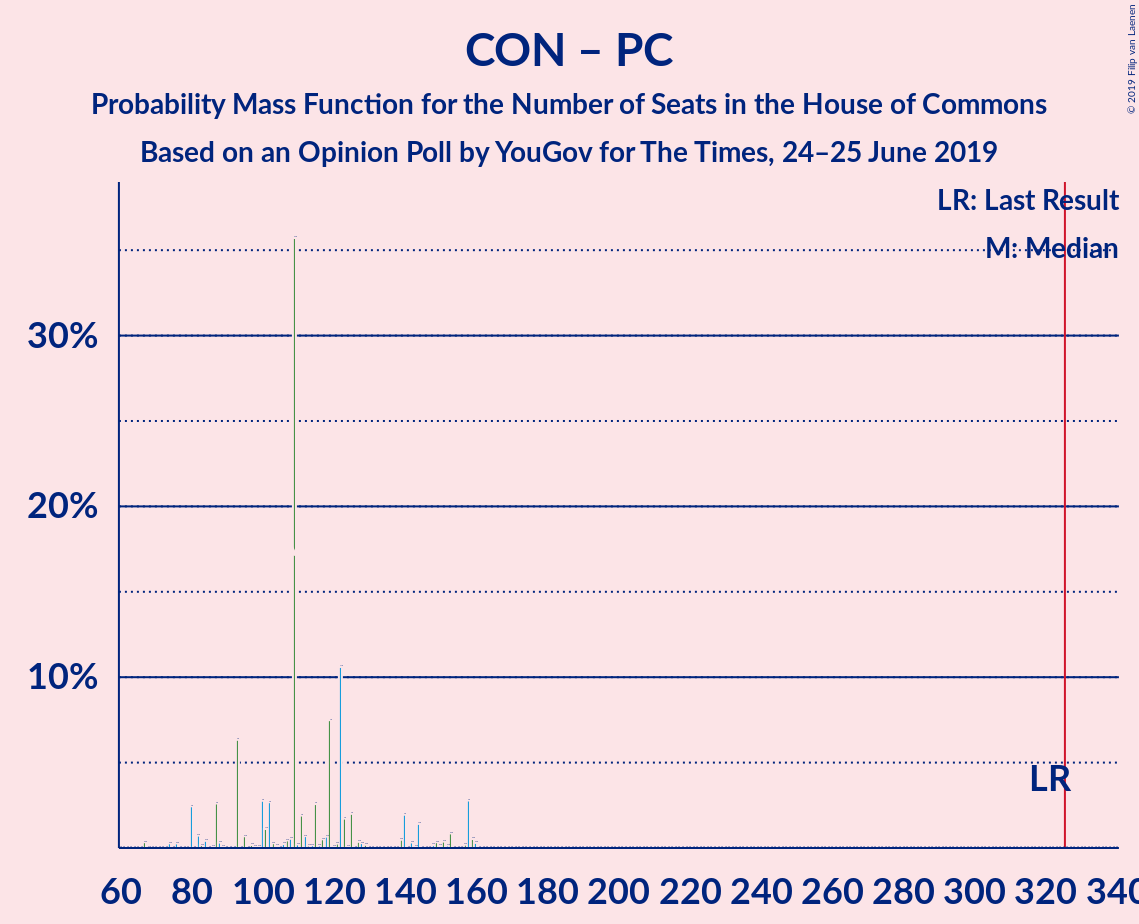 CON – PC
Probability Mass Function for the Number of Seats in the House of Commons
Based on an Opinion Poll by YouGov for The Times, 24–25 June 2019
© 2019 Filip van Laenen
LR: Last Result
M: Median
30%
20%
10%
LR
60 80 100 120 140 160 180 200 220 240 260 280 300 320 340